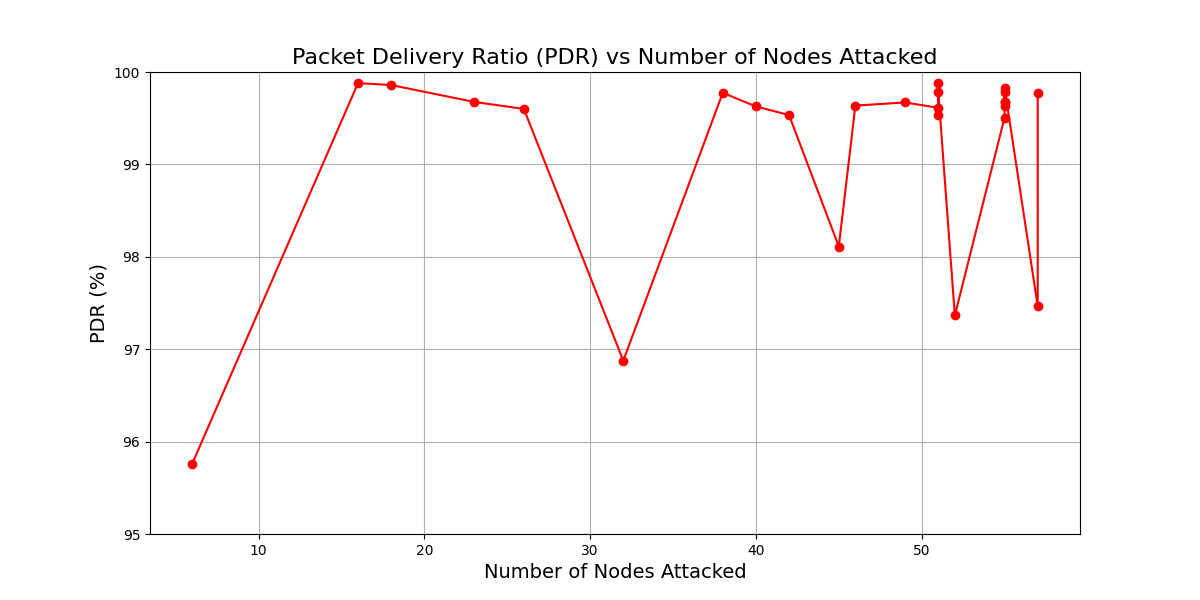 Packet Delivery Ratio (PDR) vs Number of Nodes Attacked
100
99
98
97
96
95
PDR (%)
10 20 30 40 50
Number of Nodes Attacked